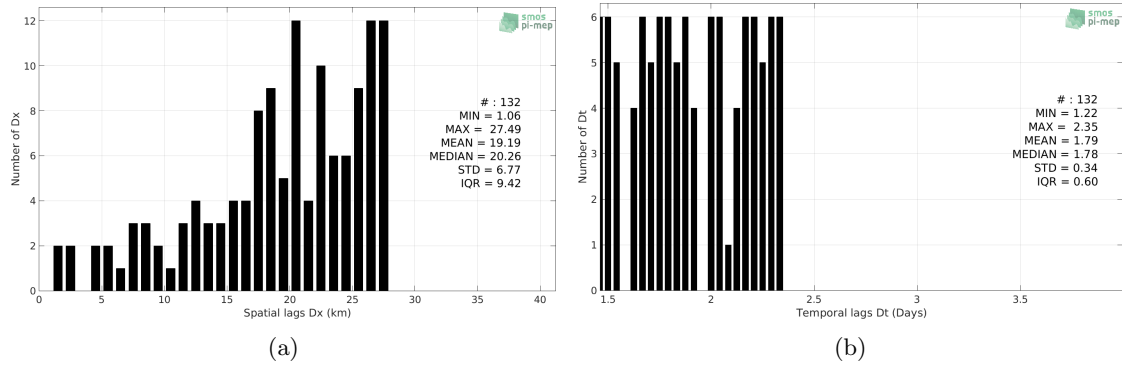 12
10
8
6
4
2
0
Number of Dx
0 5 10 15 20 25 30 35 40
Spatial lags Dx (km)
smos
pi-mep
# : 132
MIN = 1.06
MAX = 27.49
MEAN = 19.19
MEDIAN = 20.26
STD = 6.77
IQR = 9.42
(a)
6
5
4
3
2
1
0
Number of Dt
1.5 2 2.5 3 3.5
Temporal lags Dt (Days)
smos
pi-mep
# : 132
MIN = 1.22
MAX = 2.35
MEAN = 1.79
MEDIAN = 1.78
STD = 0.34
IQR = 0.60
(b)